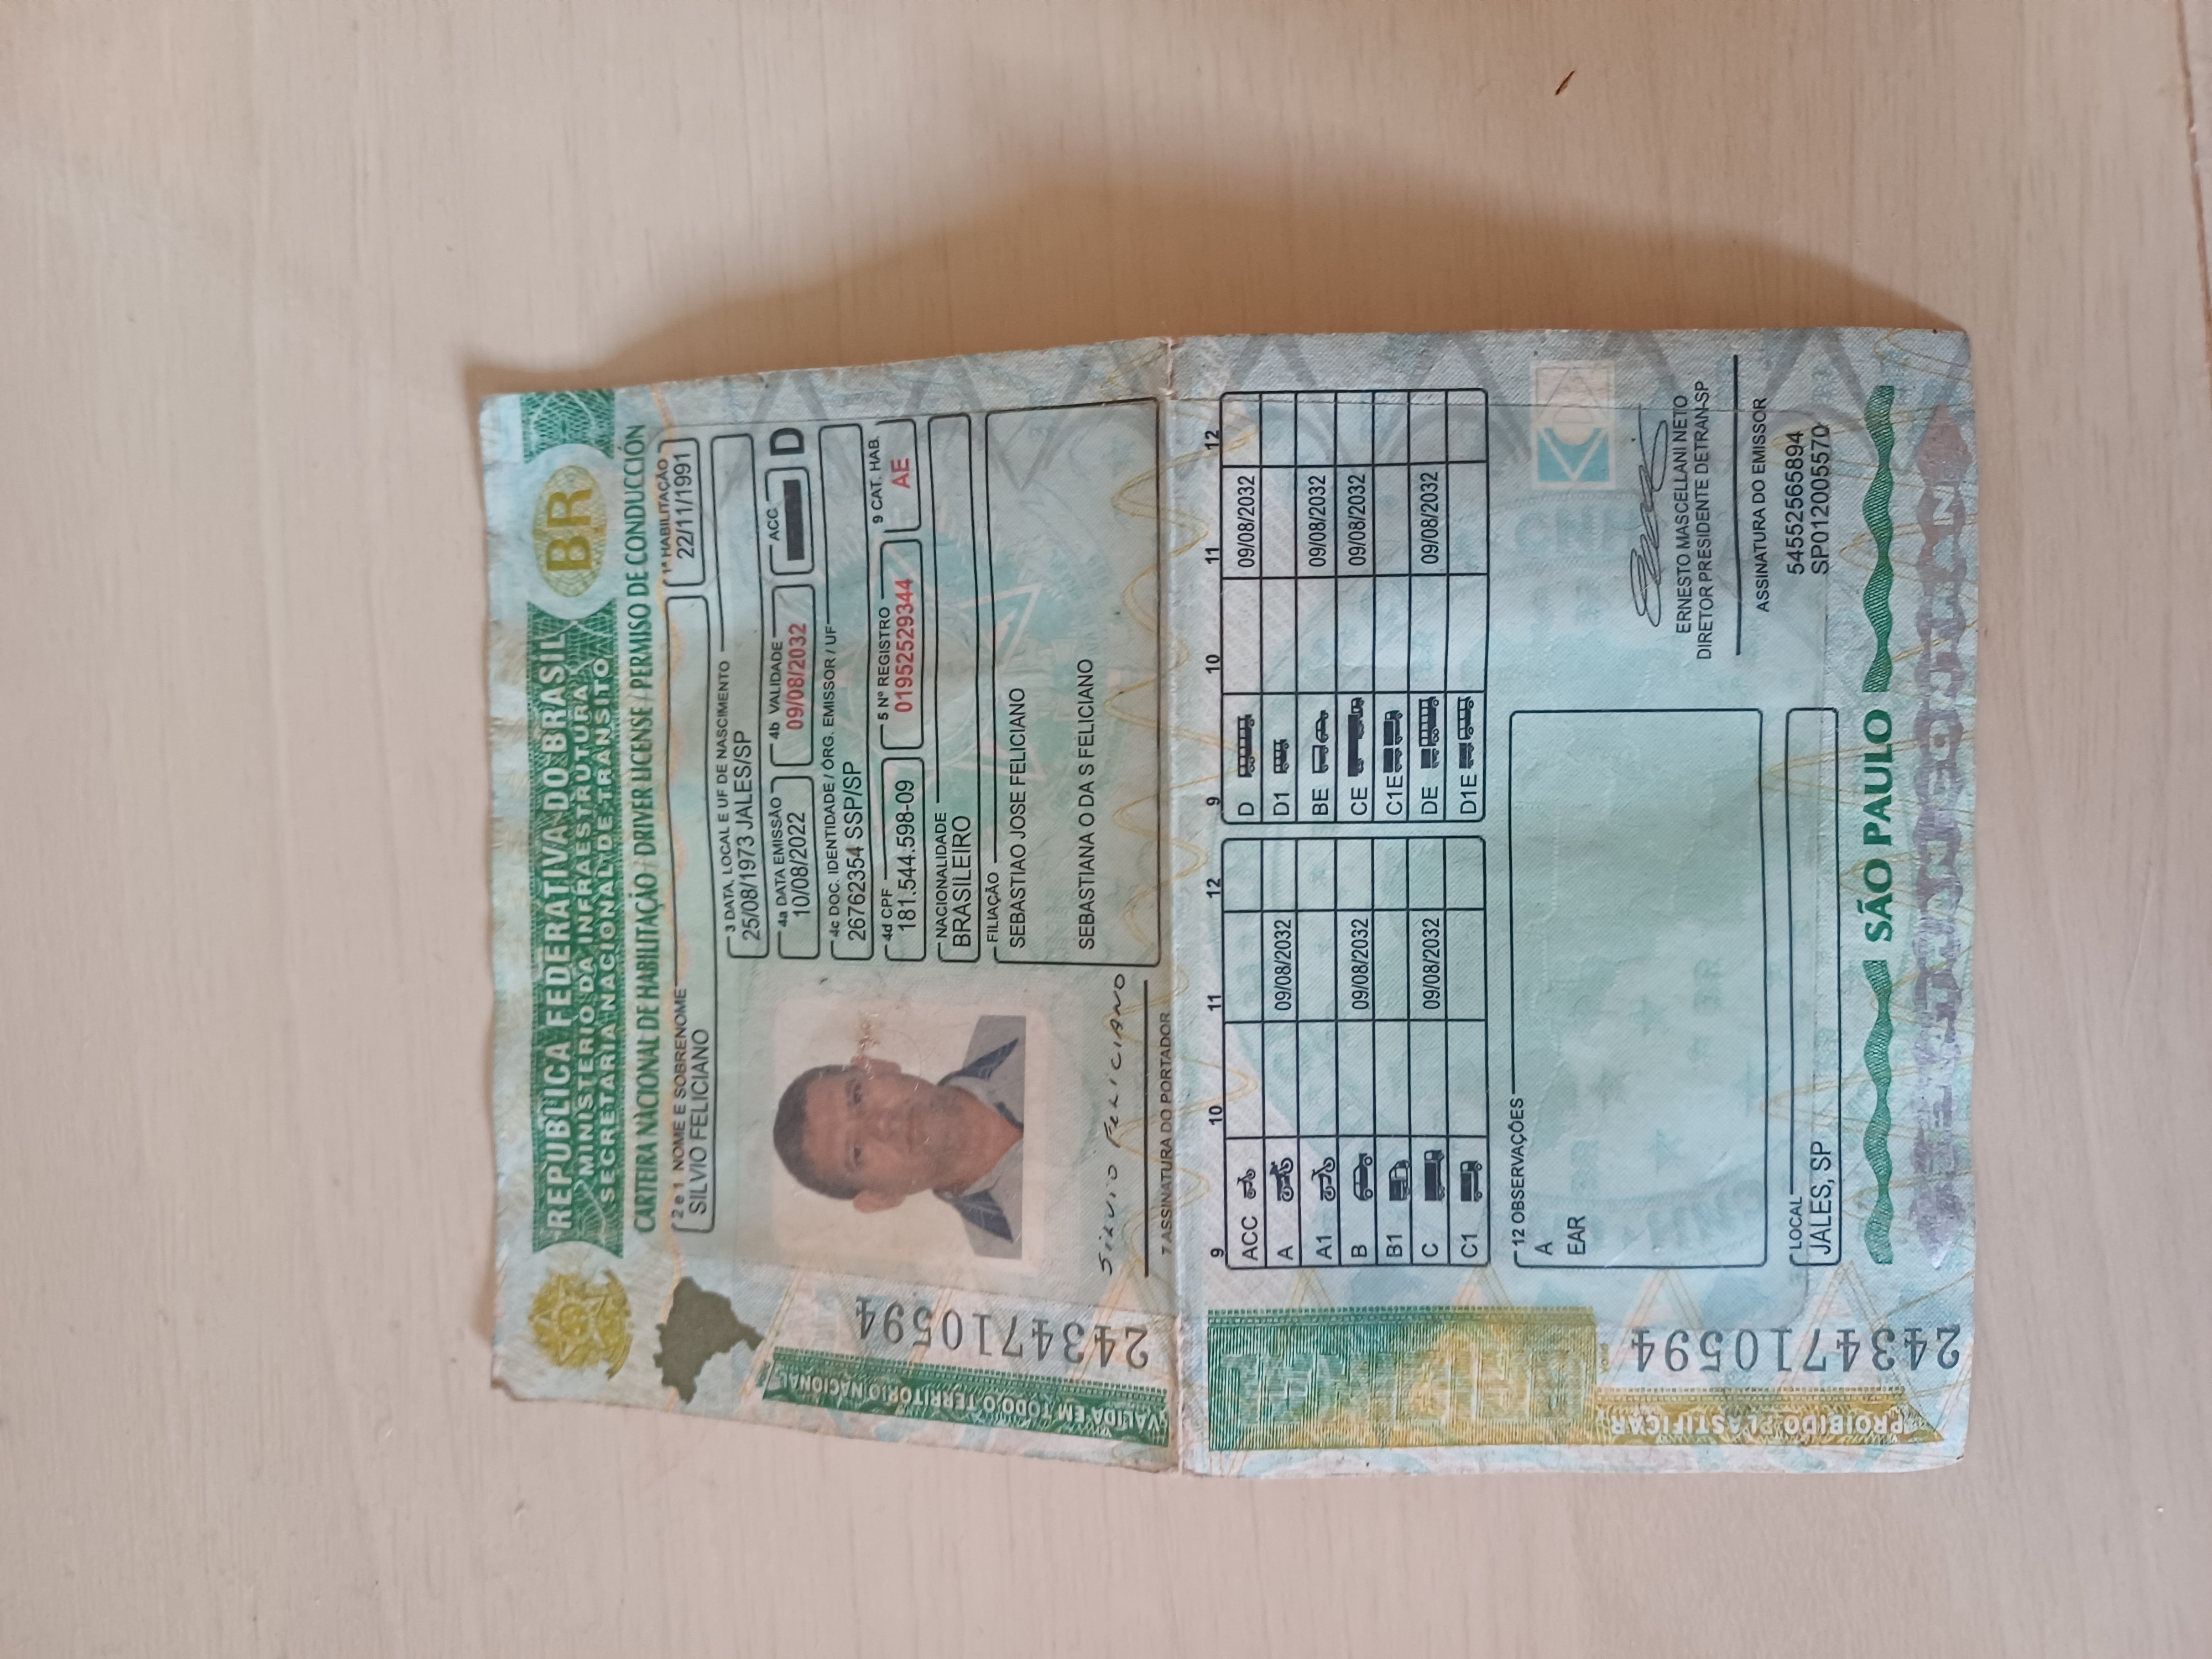 REPÚBLICA FEDERATIVA DO BRASIL
MINISTÉRIO DA INFRAESTRUTURA
SECRETARIA NACIONAL DE TRÂNSITO
BR
CARTEIRA NACIONAL DE HABILITAÇÃO / DRIVER LICENSE / PERMISO DE CONDUCCIÓN
2 e 1 NOME E SOBRENOME
SILVIO FELICIANO
1ª HABILITAÇÃO
22/11/1991
3 DATA, LOCAL E UF DE NASCIMENTO
25/08/1973 JALES/SP
4a DATA EMISSÃO
10/08/2022
4b VALIDADE
09/08/2032
ACC
D
4c DOC. IDENTIDADE / ÓRG. EMISSOR / UF
26762354 SSP/SP
4d CPF
181.544.598-09
5 Nº REGISTRO
01952529344
9 CAT. HAB.
AE
NACIONALIDADE
BRASILEIRO
FILIAÇÃO
SEBASTIAO JOSE FELICIANO
SEBASTIANA O DA S FELICIANO
SILVIO FELICIANO
7 ASSINATURA DO PORTADOR
VÁLIDA EM TODO O TERRITÓRIO NACIONAL
2434710594
9 10 11 12
ACC
A 09/08/2032
A1
B 09/08/2032
B1
C 09/08/2032
C1
9 10 11 12
D 09/08/2032
D1
BE 09/08/2032
CE 09/08/2032
C1E
DE 09/08/2032
D1E
12 OBSERVAÇÕES
A
EAR
ERNESTO MASCELLANI NETO
DIRETOR PRESIDENTE DETRAN-SP
ASSINATURA DO EMISSOR
54552565894
SP012005570
LOCAL
JALES, SP
PROIBIDO PLASTIFICAR
2434710594
SÃO PAULO
CONTRAN